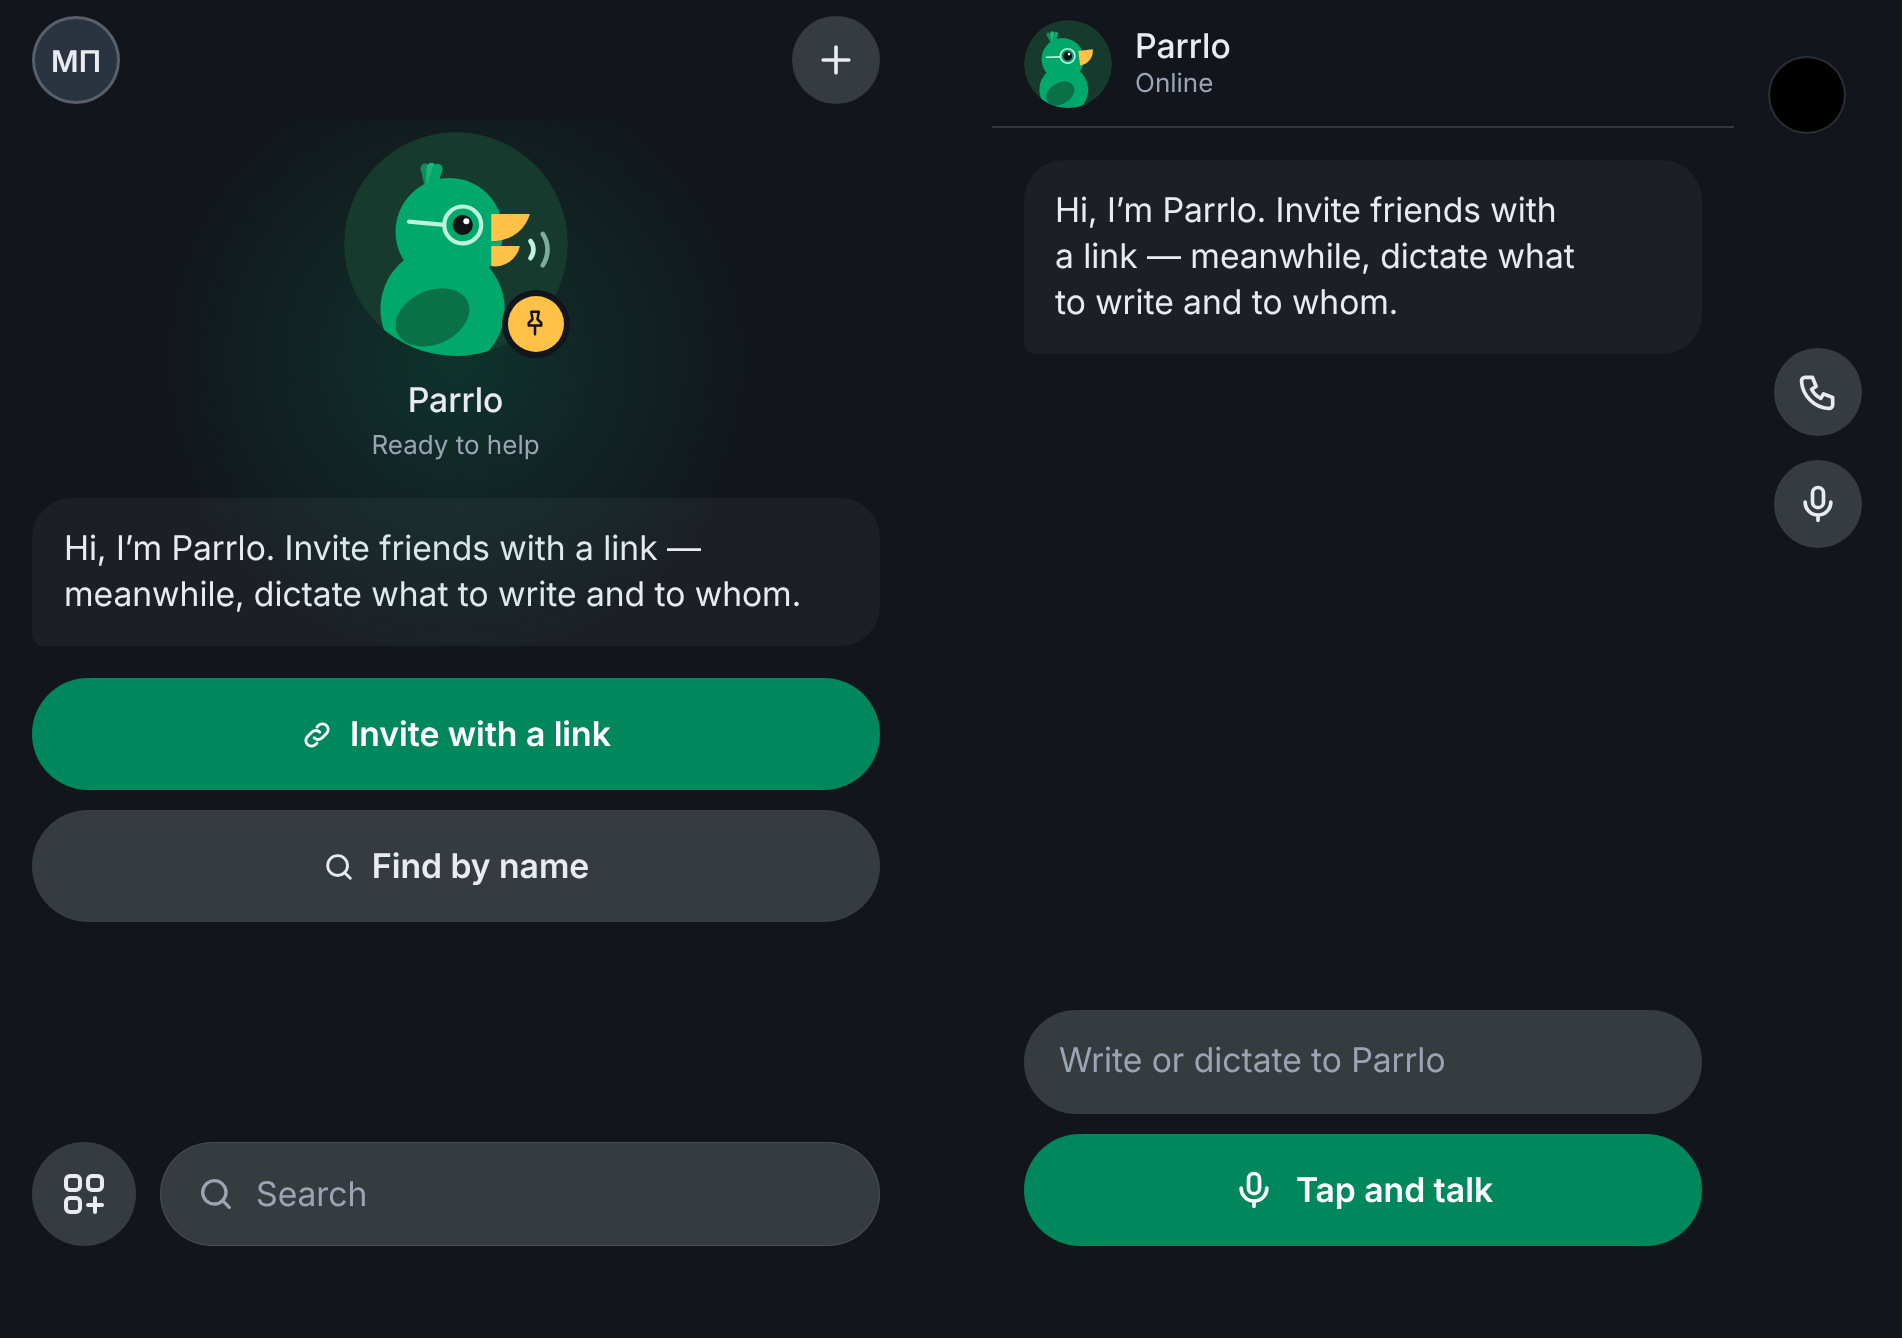 МП
Parrlo
Ready to help
Hi, I’m Parrlo. Invite friends with a link —
meanwhile, dictate what to write and to whom.
Invite with a link
Find by name
Search
Parrlo
Online
Hi, I’m Parrlo. Invite friends with
a link — meanwhile, dictate what
to write and to whom.
Write or dictate to Parrlo
Tap and talk